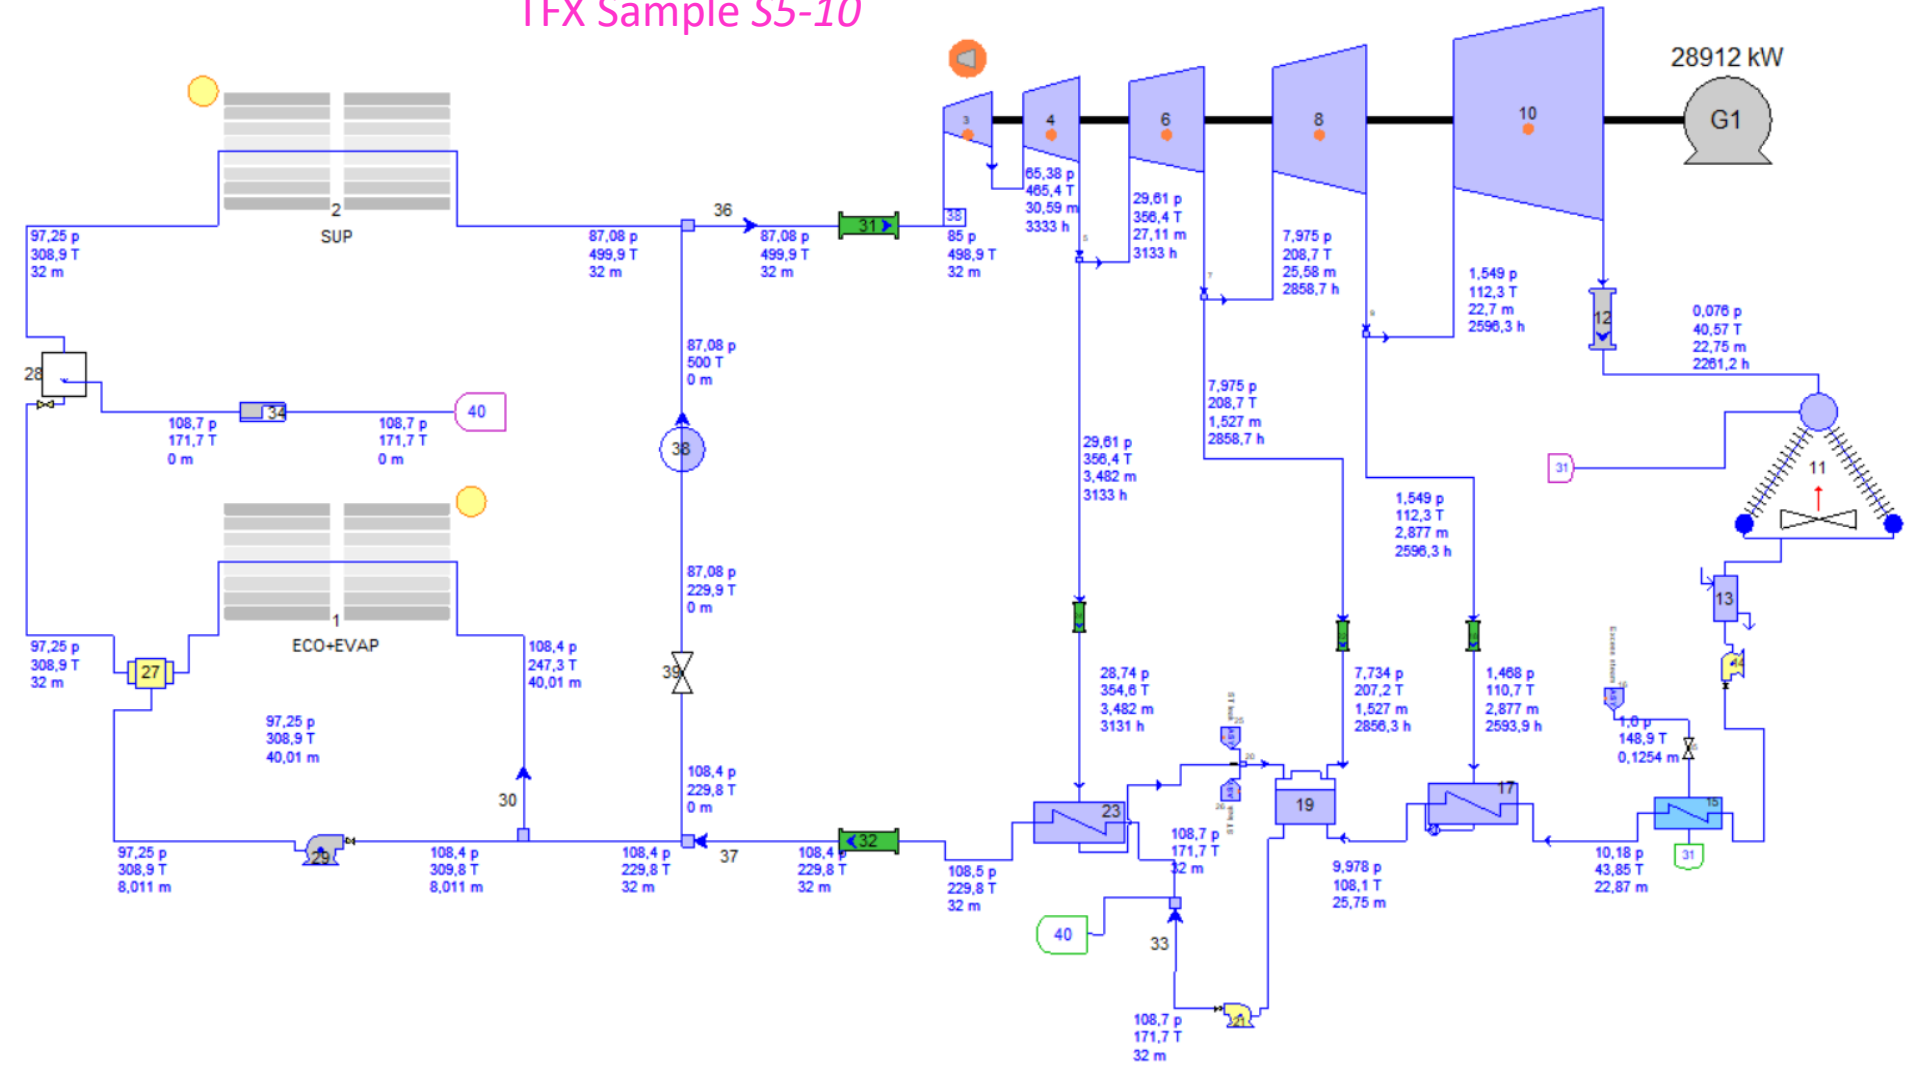 TFX Sample S5-10
28912 kW
G1
3
4
6
8
10
2
SUP
97,25 p
308,9 T
32 m
87,08 p
499,9 T
32 m
36
87,08 p
499,9 T
32 m
31
38
85 p
498,9 T
32 m
65,38 p
465,4 T
30,59 m
3333 h
5
29,61 p
356,4 T
27,11 m
3133 h
7
7,975 p
208,7 T
25,58 m
2858,7 h
9
1,549 p
112,3 T
22,7 m
2596,3 h
12
0,076 p
40,57 T
22,75 m
2261,2 h
28
108,7 p
171,7 T
0 m
34
108,7 p
171,7 T
0 m
40
87,08 p
500 T
0 m
38
87,08 p
229,9 T
0 m
39
108,4 p
229,8 T
0 m
29,61 p
356,4 T
3,482 m
3133 h
7,975 p
208,7 T
1,527 m
2858,7 h
1,549 p
112,3 T
2,877 m
2596,3 h
31
11
13
1
ECO+EVAP
97,25 p
308,9 T
32 m
27
97,25 p
308,9 T
40,01 m
108,4 p
247,3 T
40,01 m
30
28,74 p
354,6 T
3,482 m
3131 h
7,734 p
207,2 T
1,527 m
2856,3 h
1,468 p
110,7 T
2,877 m
2593,9 h
Excess steam
16
148,9 T
0,1254 m
14
25
20
26
23
19
17
15
31
97,25 p
308,9 T
8,011 m
29
108,4 p
309,8 T
8,011 m
108,4 p
229,8 T
32 m
37
108,4 p
229,8 T
32 m
32
108,5 p
229,8 T
32 m
108,7 p
171,7 T
32 m
9,978 p
108,1 T
25,75 m
10,18 p
43,85 T
22,87 m
40
33
21
108,7 p
171,7 T
32 m